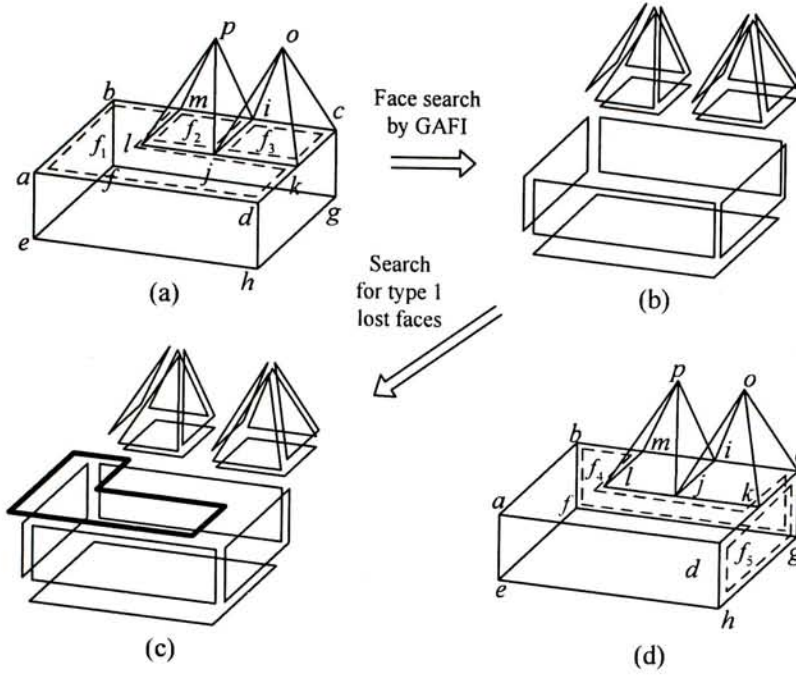 p
o
b
m
i
c
Face search
by GAFI
f₁
l
f₂
f₃
a
f
j
k
d
g
e
h
(a)
(b)
Search
for type 1
lost faces
p
o
b
m
i
f₄
l
j
k
a
f
d
f₅
g
e
h
(c)
(d)